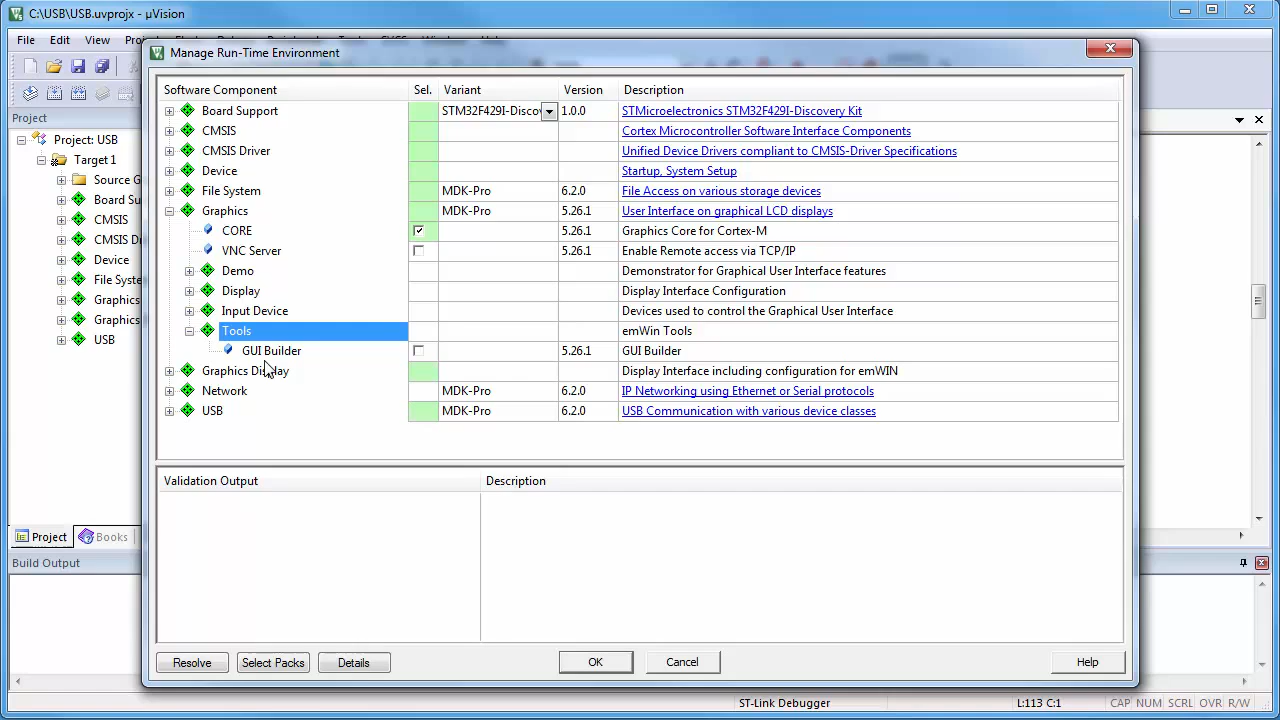 C:\USB\USB.uvprojx - µVision
File Edit View
Manage Run-Time Environment
Software Component Sel. Variant Version Description
Board Support STM32F429I-Discov 1.0.0 STMicroelectronics STM32F429I-Discovery Kit
CMSIS Cortex Microcontroller Software Interface Components
CMSIS Driver Unified Device Drivers compliant to CMSIS-Driver Specifications
Device Startup, System Setup
File System MDK-Pro 6.2.0 File Access on various storage devices
Graphics MDK-Pro 5.26.1 User Interface on graphical LCD displays
CORE 5.26.1 Graphics Core for Cortex-M
VNC Server 5.26.1 Enable Remote access via TCP/IP
Demo Demonstrator for Graphical User Interface features
Display Display Interface Configuration
Input Device Devices used to control the Graphical User Interface
Tools emWin Tools
GUI Builder 5.26.1 GUI Builder
Graphics Display Display Interface including configuration for emWIN
Network MDK-Pro 6.2.0 IP Networking using Ethernet or Serial protocols
USB MDK-Pro 6.2.0 USB Communication with various device classes
Validation Output Description
Resolve Select Packs Details OK Cancel Help
Project
Project: USB
Target 1
Source G
Board Su
CMSIS
CMSIS D
Device
File Syste
Graphics
Graphics
USB
Project Books
Build Output
ST-Link Debugger L:113 C:1 CAP NUM SCRL OVR R/W